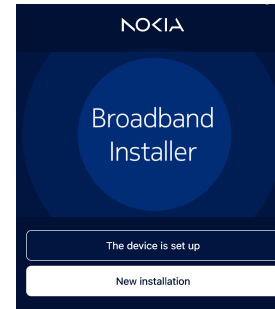 NOKIA
Broadband
Installer
The device is set up
New installation